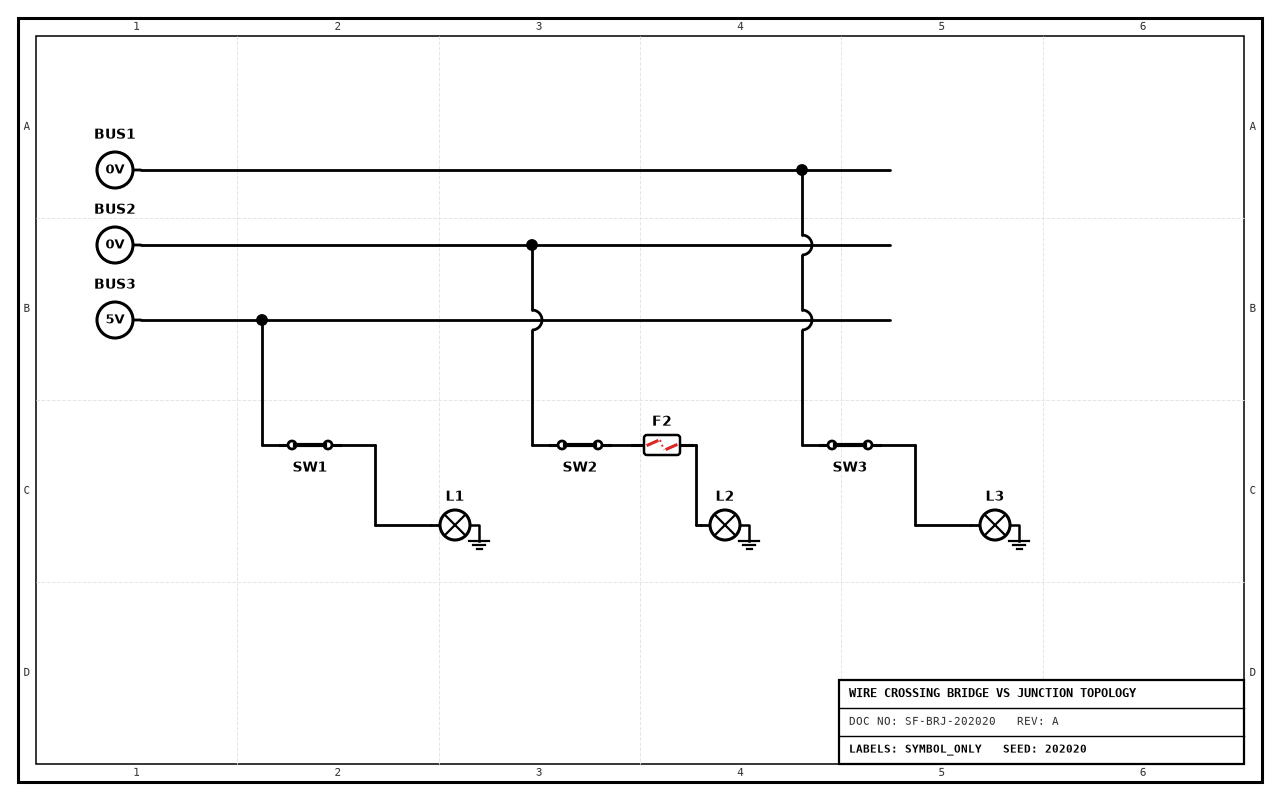 1 2 3 4 5 6
A A
BUS1
0V
BUS2
0V
BUS3
B B
5V
F2
SW1 SW2 SW3
C C
L1 L2 L3
D D
WIRE CROSSING BRIDGE VS JUNCTION TOPOLOGY
DOC NO: SF-BRJ-202020 REV: A
LABELS: SYMBOL_ONLY SEED: 202020
1 2 3 4 5 6